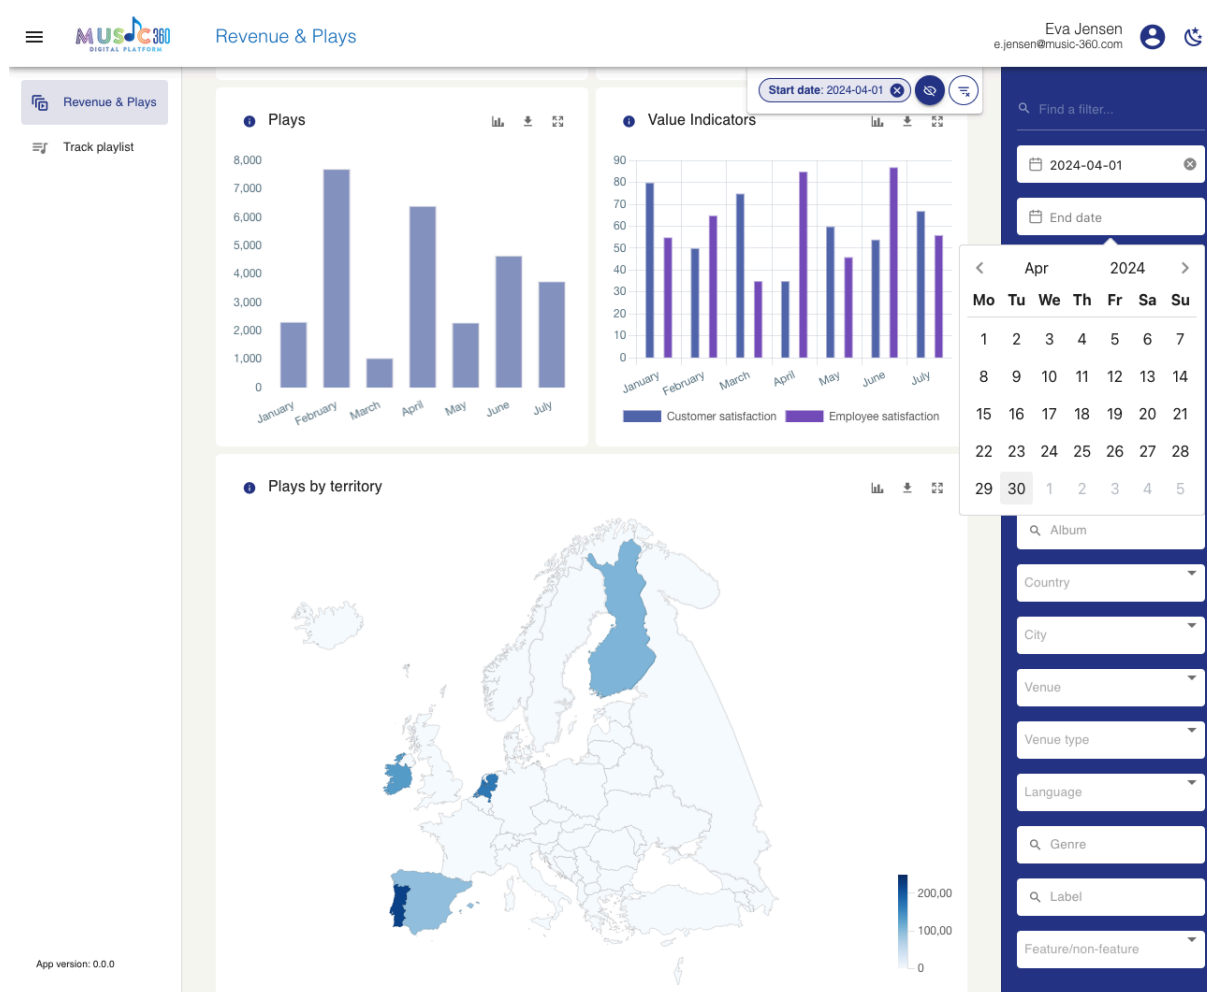 MUSIC360
DIGITAL PLATFORM
Revenue & Plays
Eva Jensen
e.jensen@music-360.com
Revenue & Plays
Track playlist
App version: 0.0.0
Start date: 2024-04-01
Plays
8,000
7,000
6,000
5,000
4,000
3,000
2,000
1,000
0
January
February
March
April
May
June
July
Value Indicators
90
80
70
60
50
40
30
20
10
0
January
February
March
April
May
June
July
Customer satisfaction
Employee satisfaction
Plays by territory
200,00
100,00
0
Find a filter...
2024-04-01
End date
Apr 2024
Mo Tu We Th Fr Sa Su
1 2 3 4 5 6 7
8 9 10 11 12 13 14
15 16 17 18 19 20 21
22 23 24 25 26 27 28
29 30 1 2 3 4 5
Album
Country
City
Venue
Venue type
Language
Genre
Label
Feature/non-feature